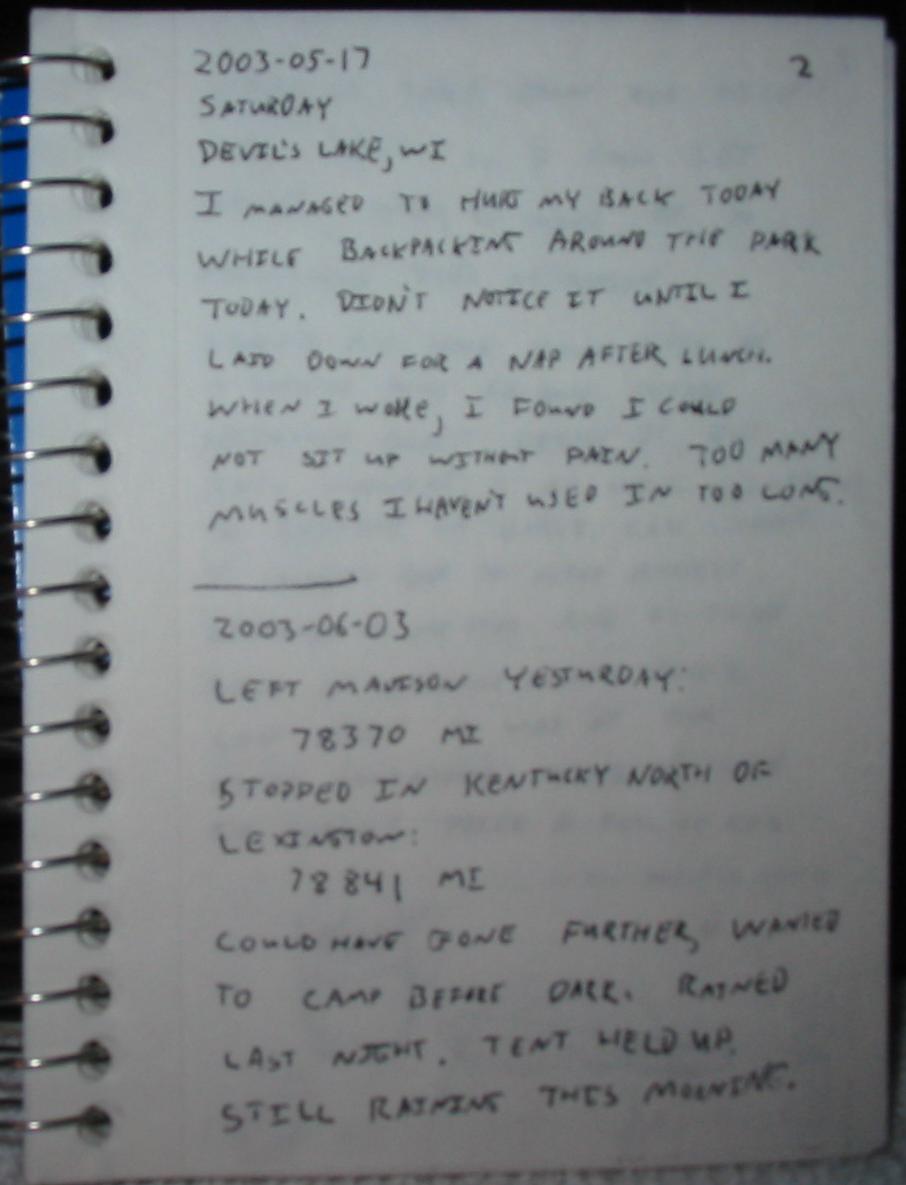 2003-05-17
2
SATURDAY
DEVIL'S LAKE, WI
I MANAGED TO HURT MY BACK TODAY
WHILE BACKPACKING AROUND THE PARK
TODAY. DIDN'T NOTICE IT UNTIL I
LAID DOWN FOR A NAP AFTER LUNCH.
WHEN I WOKE, I FOUND I COULD
NOT SIT UP WITHOUT PAIN. TOO MANY
MUSCLES I HAVEN'T USED IN TOO LONG.
2003-06-03
LEFT MADISON YESTURDAY:
78370 MI
STOPPED IN KENTUCKY NORTH OF
LEXINGTON:
78841 MI
COULD HAVE GONE FURTHER, WANTED
TO CAMP BEFORE DARK. RAINED
LAST NIGHT. TENT HELD UP.
STILL RAINING THIS MORNING.